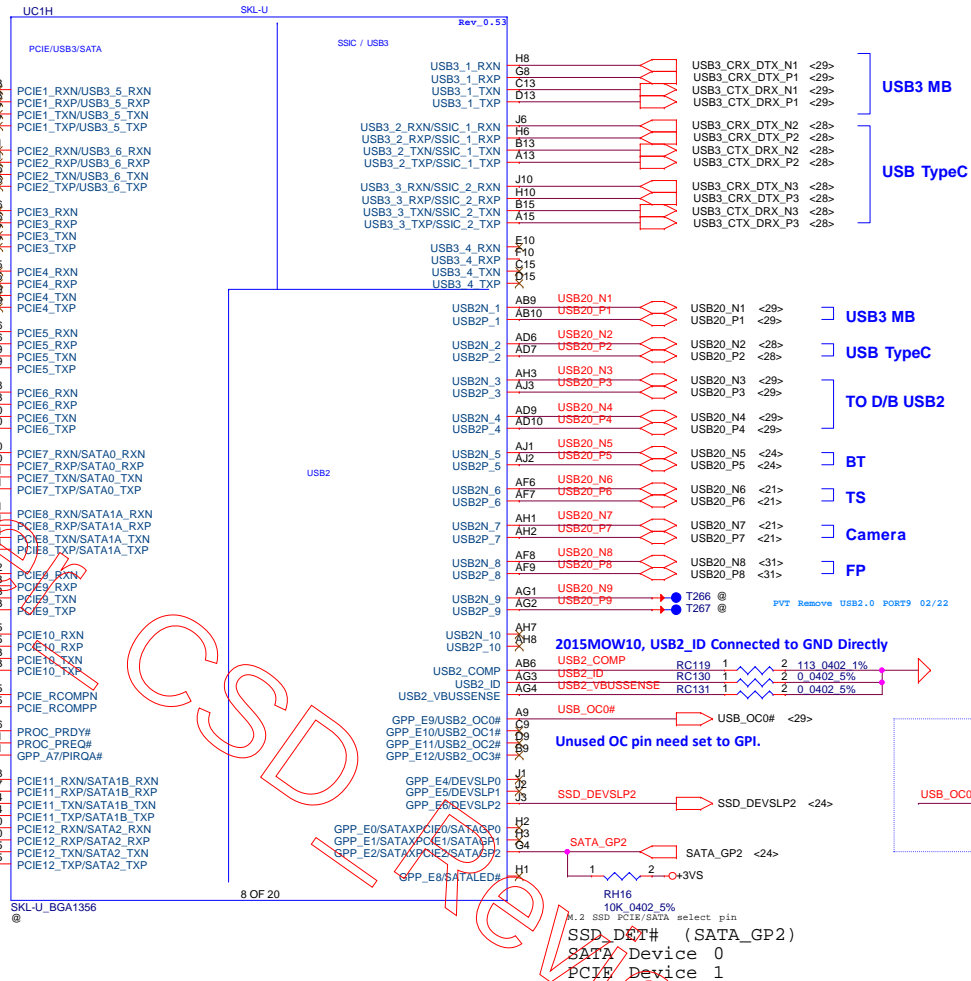 UC1H
SKL-U
Rev_0.53
PCIE/USB3/SATA
SSIC / USB3
PCIE1_RXN/USB3_5_RXN
PCIE1_RXP/USB3_5_RXP
PCIE1_TXN/USB3_5_TXN
PCIE1_TXP/USB3_5_TXP
PCIE2_RXN/USB3_6_RXN
PCIE2_RXP/USB3_6_RXP
PCIE2_TXN/USB3_6_TXN
PCIE2_TXP/USB3_6_TXP
PCIE3_RXN
PCIE3_RXP
PCIE3_TXN
PCIE3_TXP
PCIE4_RXN
PCIE4_RXP
PCIE4_TXN
PCIE4_TXP
PCIE5_RXN
PCIE5_RXP
PCIE5_TXN
PCIE5_TXP
PCIE6_RXN
PCIE6_RXP
PCIE6_TXN
PCIE6_TXP
PCIE7_RXN/SATA0_RXN
PCIE7_RXP/SATA0_RXP
PCIE7_TXN/SATA0_TXN
PCIE7_TXP/SATA0_TXP
PCIE8_RXN/SATA1A_RXN
PCIE8_RXP/SATA1A_RXP
PCIE8_TXN/SATA1A_TXN
PCIE8_TXP/SATA1A_TXP
PCIE9_RXN
PCIE9_RXP
PCIE9_TXN
PCIE9_TXP
PCIE10_RXN
PCIE10_RXP
PCIE10_TXN
PCIE10_TXP
PCIE_RCOMPN
PCIE_RCOMPP
PROC_PRDY#
PROC_PREQ#
GPP_A7/PIRQA#
PCIE11_RXN/SATA1B_RXN
PCIE11_RXP/SATA1B_RXP
PCIE11_TXN/SATA1B_TXN
PCIE11_TXP/SATA1B_TXP
PCIE12_RXN/SATA2_RXN
PCIE12_RXP/SATA2_RXP
PCIE12_TXN/SATA2_TXN
PCIE12_TXP/SATA2_TXP
USB3_1_RXN H8 USB3_CRX_DTX_N1 <29>
USB3_1_RXP G8 USB3_CRX_DTX_P1 <29>
USB3_1_TXN C13 USB3_CTX_DRX_N1 <29>
USB3_1_TXP D13 USB3_CTX_DRX_P1 <29>
USB3 MB
USB3_2_RXN/SSIC_1_RXN J6 USB3_CRX_DTX_N2 <28>
USB3_2_RXP/SSIC_1_RXP H6 USB3_CRX_DTX_P2 <28>
USB3_2_TXN/SSIC_1_TXN B13 USB3_CTX_DRX_N2 <28>
USB3_2_TXP/SSIC_1_TXP A13 USB3_CTX_DRX_P2 <28>
USB TypeC
USB3_3_RXN/SSIC_2_RXN J10 USB3_CRX_DTX_N3 <28>
USB3_3_RXP/SSIC_2_RXP H10 USB3_CRX_DTX_P3 <28>
USB3_3_TXN/SSIC_2_TXN B15 USB3_CTX_DRX_N3 <28>
USB3_3_TXP/SSIC_2_TXP A15 USB3_CTX_DRX_P3 <28>
USB3_4_RXN E10
USB3_4_RXP F10
USB3_4_TXN C15
USB3_4_TXP D15
USB2
USB2N_1 AB9 USB20_N1 USB20_N1 <29>
USB2P_1 AB10 USB20_P1 USB20_P1 <29>
USB3 MB
USB2N_2 AD6 USB20_N2 USB20_N2 <28>
USB2P_2 AD7 USB20_P2 USB20_P2 <28>
USB TypeC
USB2N_3 AH3 USB20_N3 USB20_N3 <29>
USB2P_3 AJ3 USB20_P3 USB20_P3 <29>
TO D/B USB2
USB2N_4 AD9 USB20_N4 USB20_N4 <29>
USB2P_4 AD10 USB20_P4 USB20_P4 <29>
USB2N_5 AJ1 USB20_N5 USB20_N5 <24>
USB2P_5 AJ2 USB20_P5 USB20_P5 <24>
BT
USB2N_6 AF6 USB20_N6 USB20_N6 <21>
USB2P_6 AF7 USB20_P6 USB20_P6 <21>
TS
USB2N_7 AH1 USB20_N7 USB20_N7 <21>
USB2P_7 AH2 USB20_P7 USB20_P7 <21>
Camera
USB2N_8 AF8 USB20_N8 USB20_N8 <31>
USB2P_8 AF9 USB20_P8 USB20_P8 <31>
FP
USB2N_9 AG1 USB20_N9 T266 @
USB2P_9 AG2 USB20_P9 T267 @
PVT Remove USB2.0 PORT9 02/22
USB2N_10 AH7
USB2P_10 AH8
2015MOW10, USB2_ID Connected to GND Directly
USB2_COMP AB6 USB2_COMP RC119 1 2 113_0402_1%
USB2_ID AG3 USB2_ID RC130 1 2 0_0402_5%
USB2_VBUSSENSE AG4 USB2_VBUSSENSE RC131 1 2 0_0402_5%
GPP_E9/USB2_OC0# A9 USB_OC0# USB_OC0# <29>
GPP_E10/USB2_OC1# C9
GPP_E11/USB2_OC2# D9
GPP_E12/USB2_OC3# B9
Unused OC pin need set to GPI.
GPP_E4/DEVSLP0 J1
GPP_E5/DEVSLP1 J2
GPP_E6/DEVSLP2 J3 SSD_DEVSLP2 SSD_DEVSLP2 <24>
USB_OC0
GPP_E0/SATAXPCIE0/SATAGP0 H2
GPP_E1/SATAXPCIE1/SATAGP1 H3
GPP_E2/SATAXPCIE2/SATAGP2 G4 SATA_GP2 SATA_GP2 <24>
GPP_E8/SATALED# H1
1 2 +3VS
RH16
10K_0402_5%
8 OF 20
SKL-U_BGA1356
@
M.2 SSD PCIE/SATA select pin
SSD_DET# (SATA_GP2)
SATA Device 0
PCIE Device 1
CSD